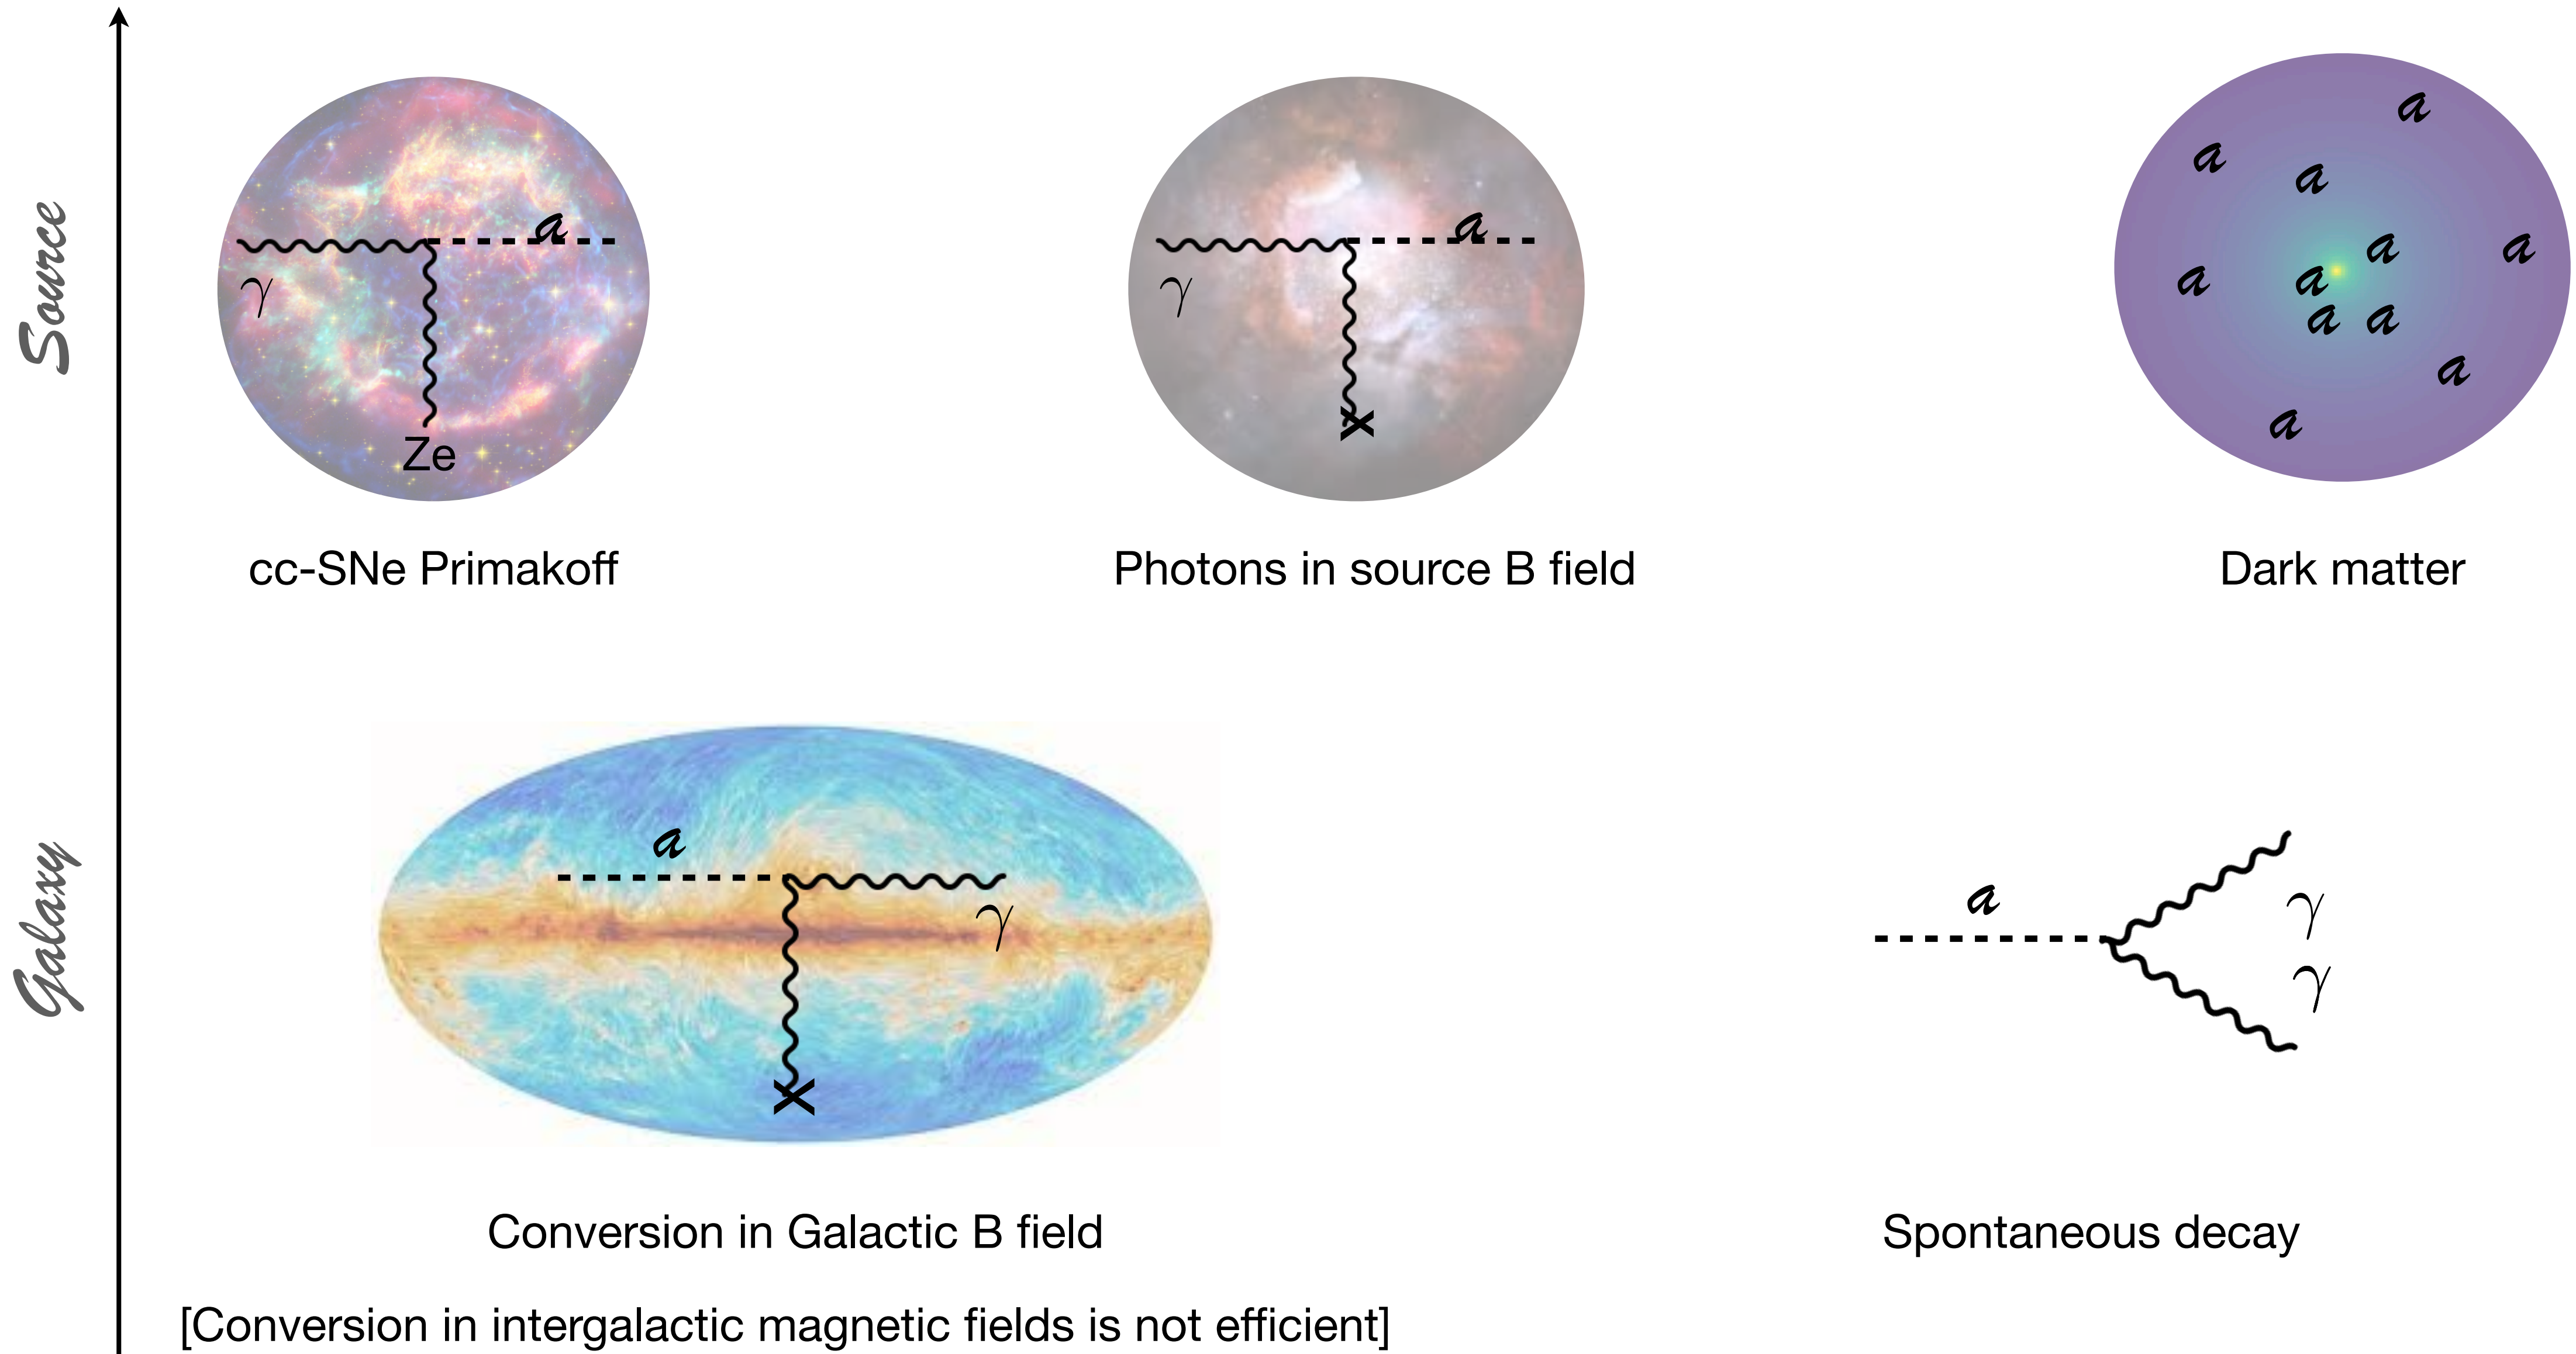 Source
γ
a
Ze
cc-SNe Primakoff
γ
a
X
Photons in source B field
a
a
a
a
a
a
a
a
a
a
a
Dark matter
Galaxy
a
γ
X
Conversion in Galactic B field
[Conversion in intergalactic magnetic fields is not efficient]
a
γ
γ
Spontaneous decay